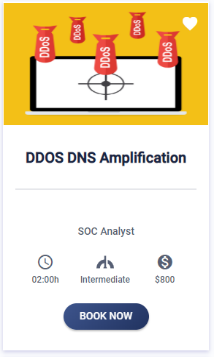 DDoS
DDoS
DDoS
DDoS
DDoS
DDOS DNS Amplification
SOC Analyst
02:00h
Intermediate
$800
BOOK NOW